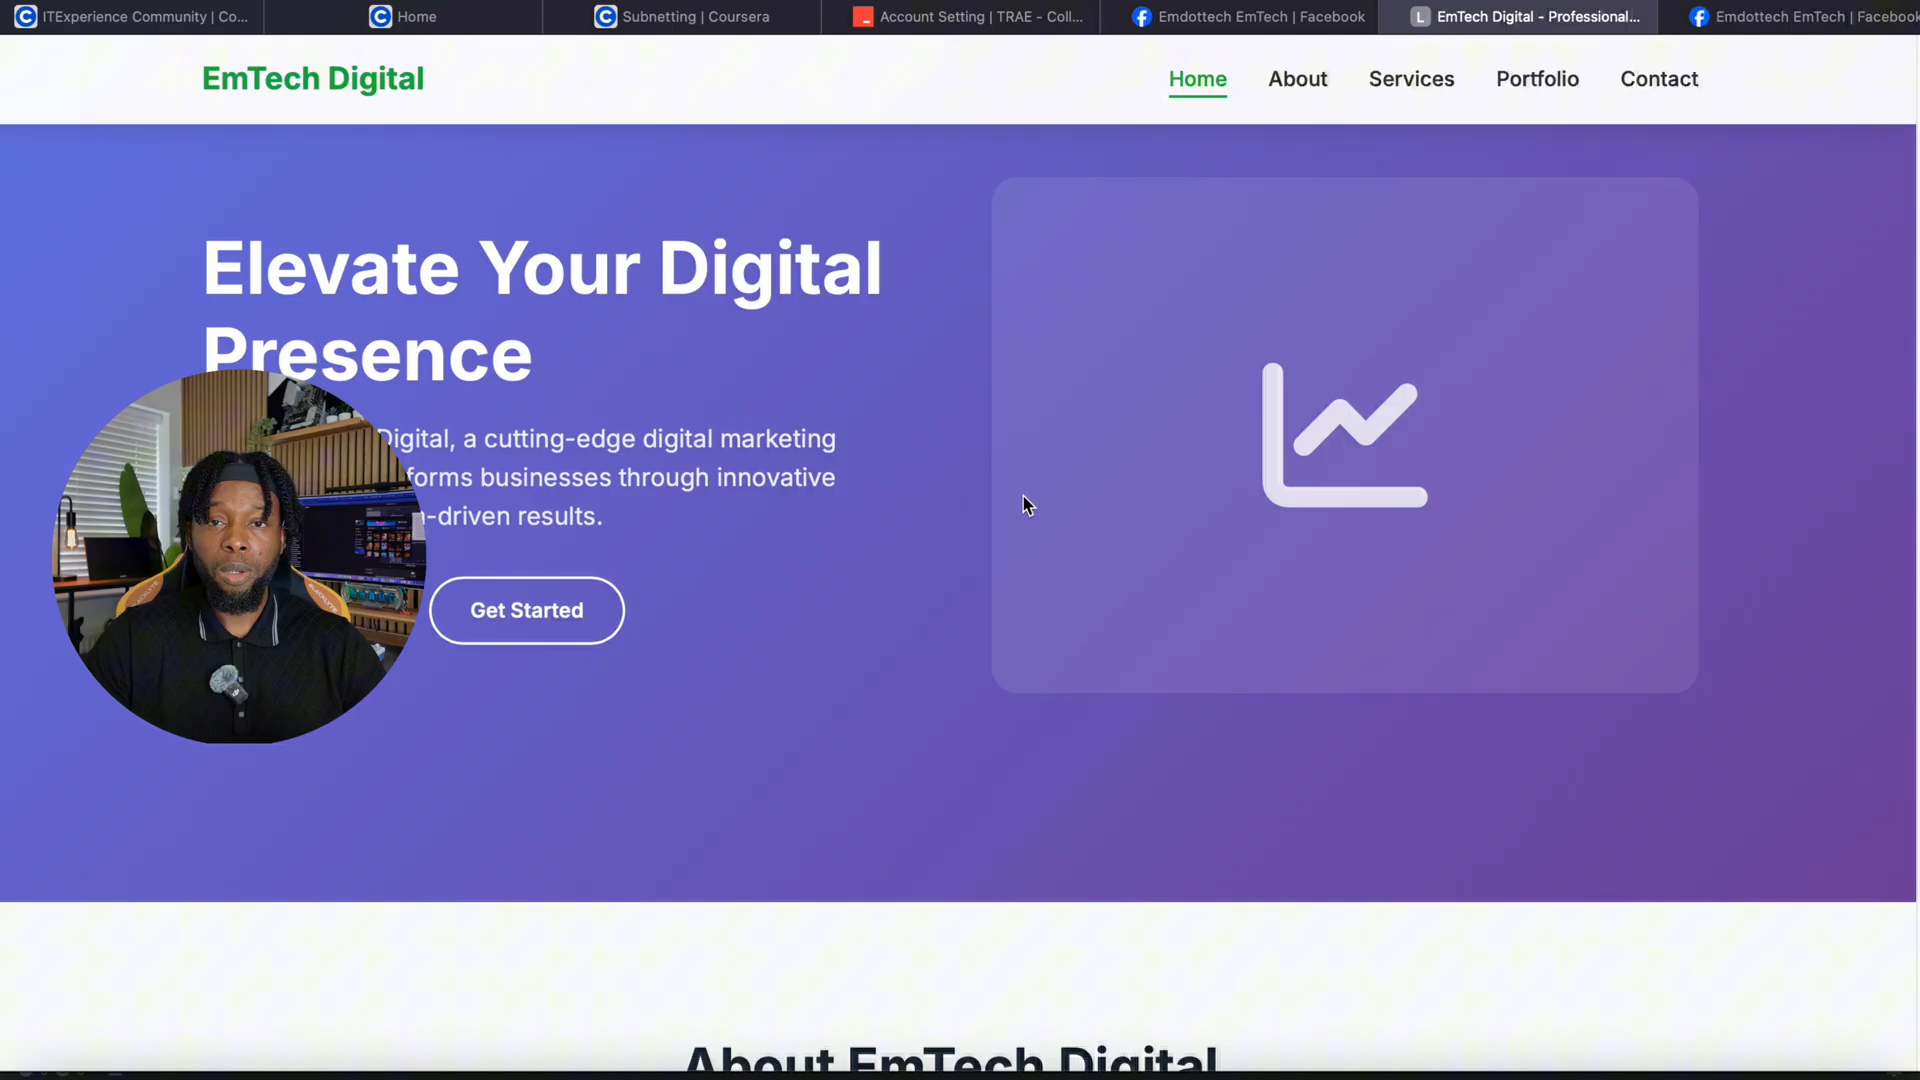 ITExperience Community | Co...
Home
Subnetting | Coursera
Account Setting | TRAE - Coll...
Emdottech EmTech | Facebook
L
EmTech Digital - Professional...
Emdottech EmTech | Facebook
EmTech Digital
Home
About
Services
Portfolio
Contact
Elevate Your Digital
Presence
Digital, a cutting-edge digital marketing
forms businesses through innovative
-driven results.
Get Started
About EmTech Digital